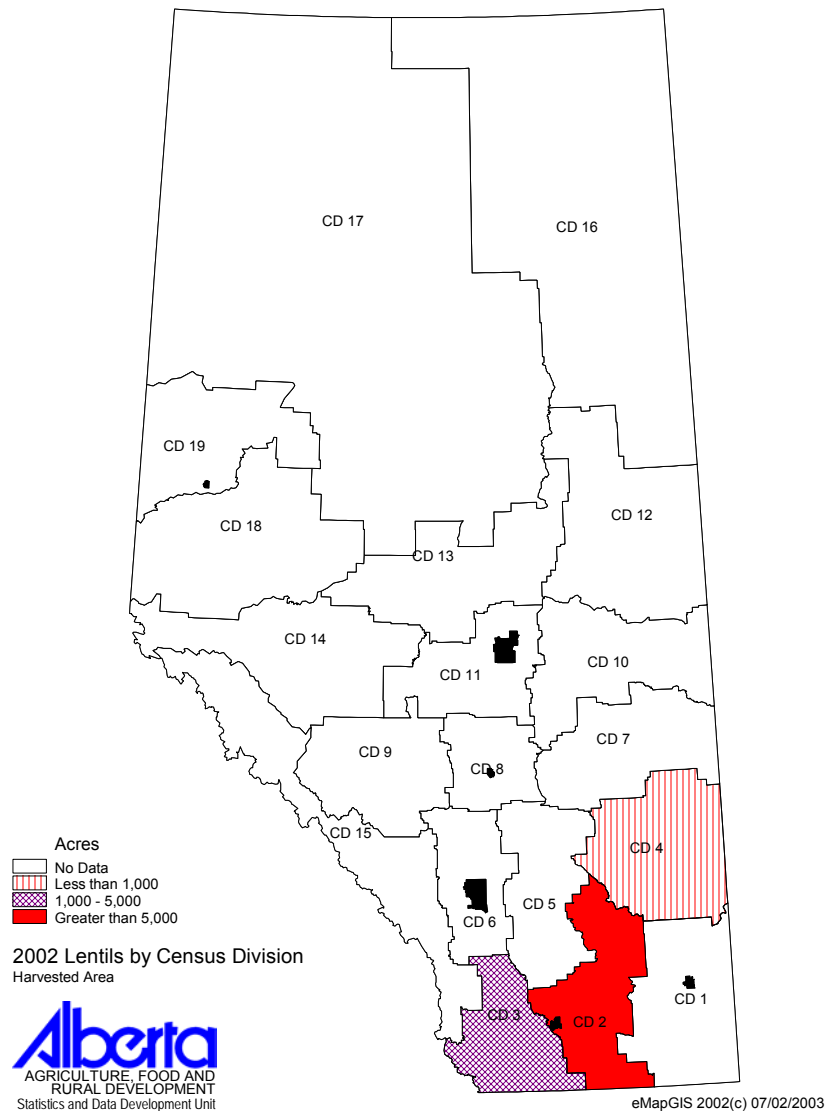 CD 17
CD 16
CD 19
CD 18
CD 12
CD 13
CD 14
CD 11
CD 10
CD 9
CD 8
CD 7
CD 15
CD 4
CD 6
CD 5
CD 3
CD 2
CD 1
Acres
No Data
Less than 1,000
1,000 - 5,000
Greater than 5,000
2002 Lentils by Census Division
Harvested Area
Alberta
AGRICULTURE, FOOD AND
RURAL DEVELOPMENT
Statistics and Data Development Unit
eMapGIS 2002(c) 07/02/2003